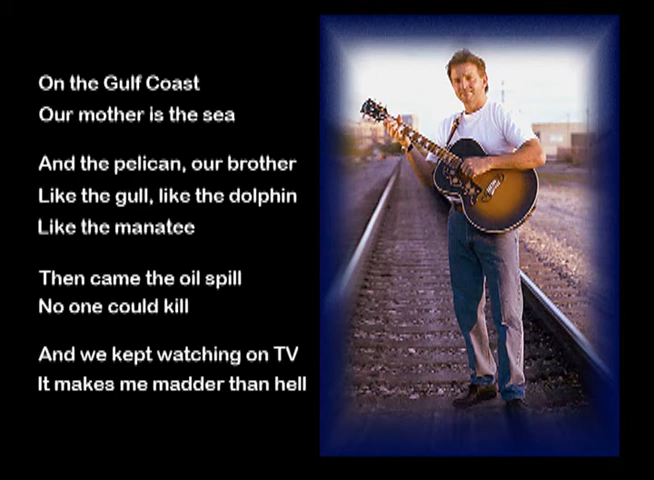 On the Gulf Coast
Our mother is the sea
And the pelican, our brother
Like the gull, like the dolphin
Like the manatee
Then came the oil spill
No one could kill
And we kept watching on TV
It makes me madder than hell